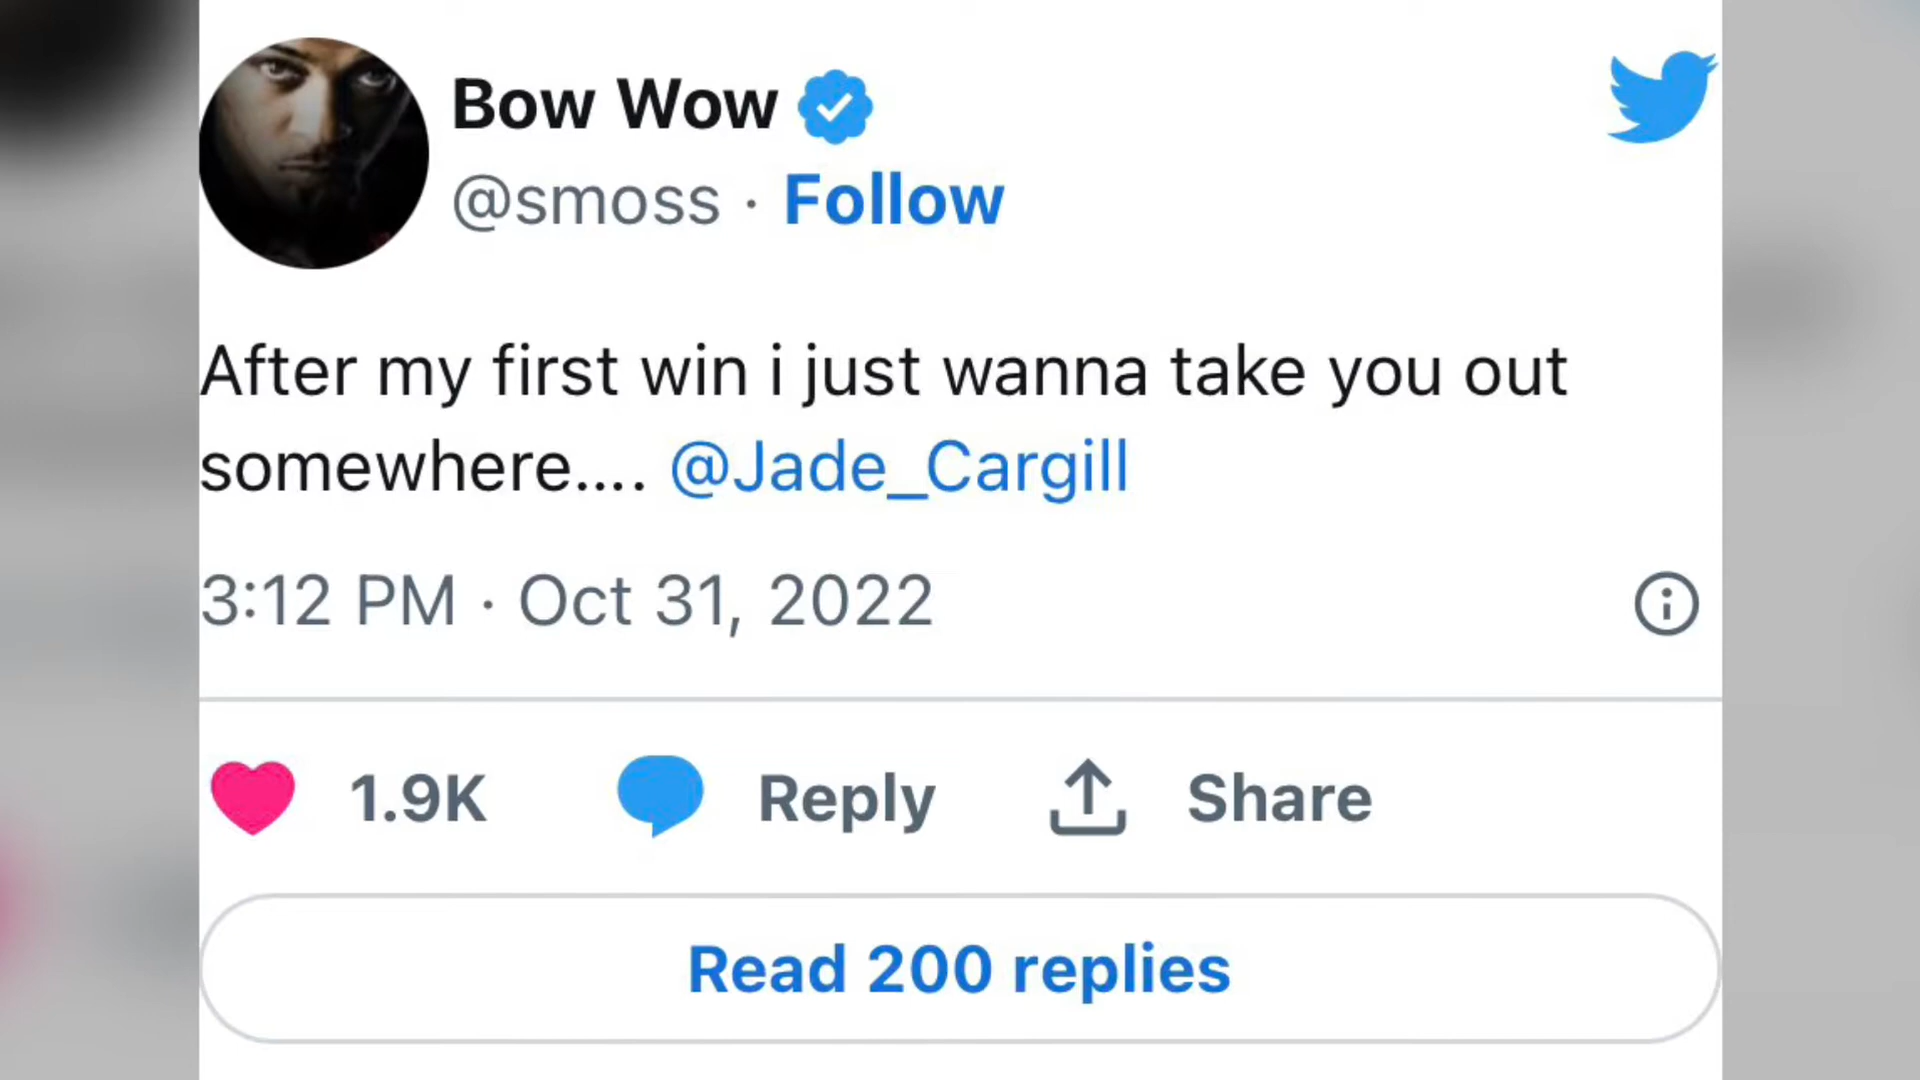 Bow Wow
@smoss · Follow
After my first win i just wanna take you out
somewhere.... @Jade_Cargill
3:12 PM · Oct 31, 2022
1.9K Reply Share
Read 200 replies